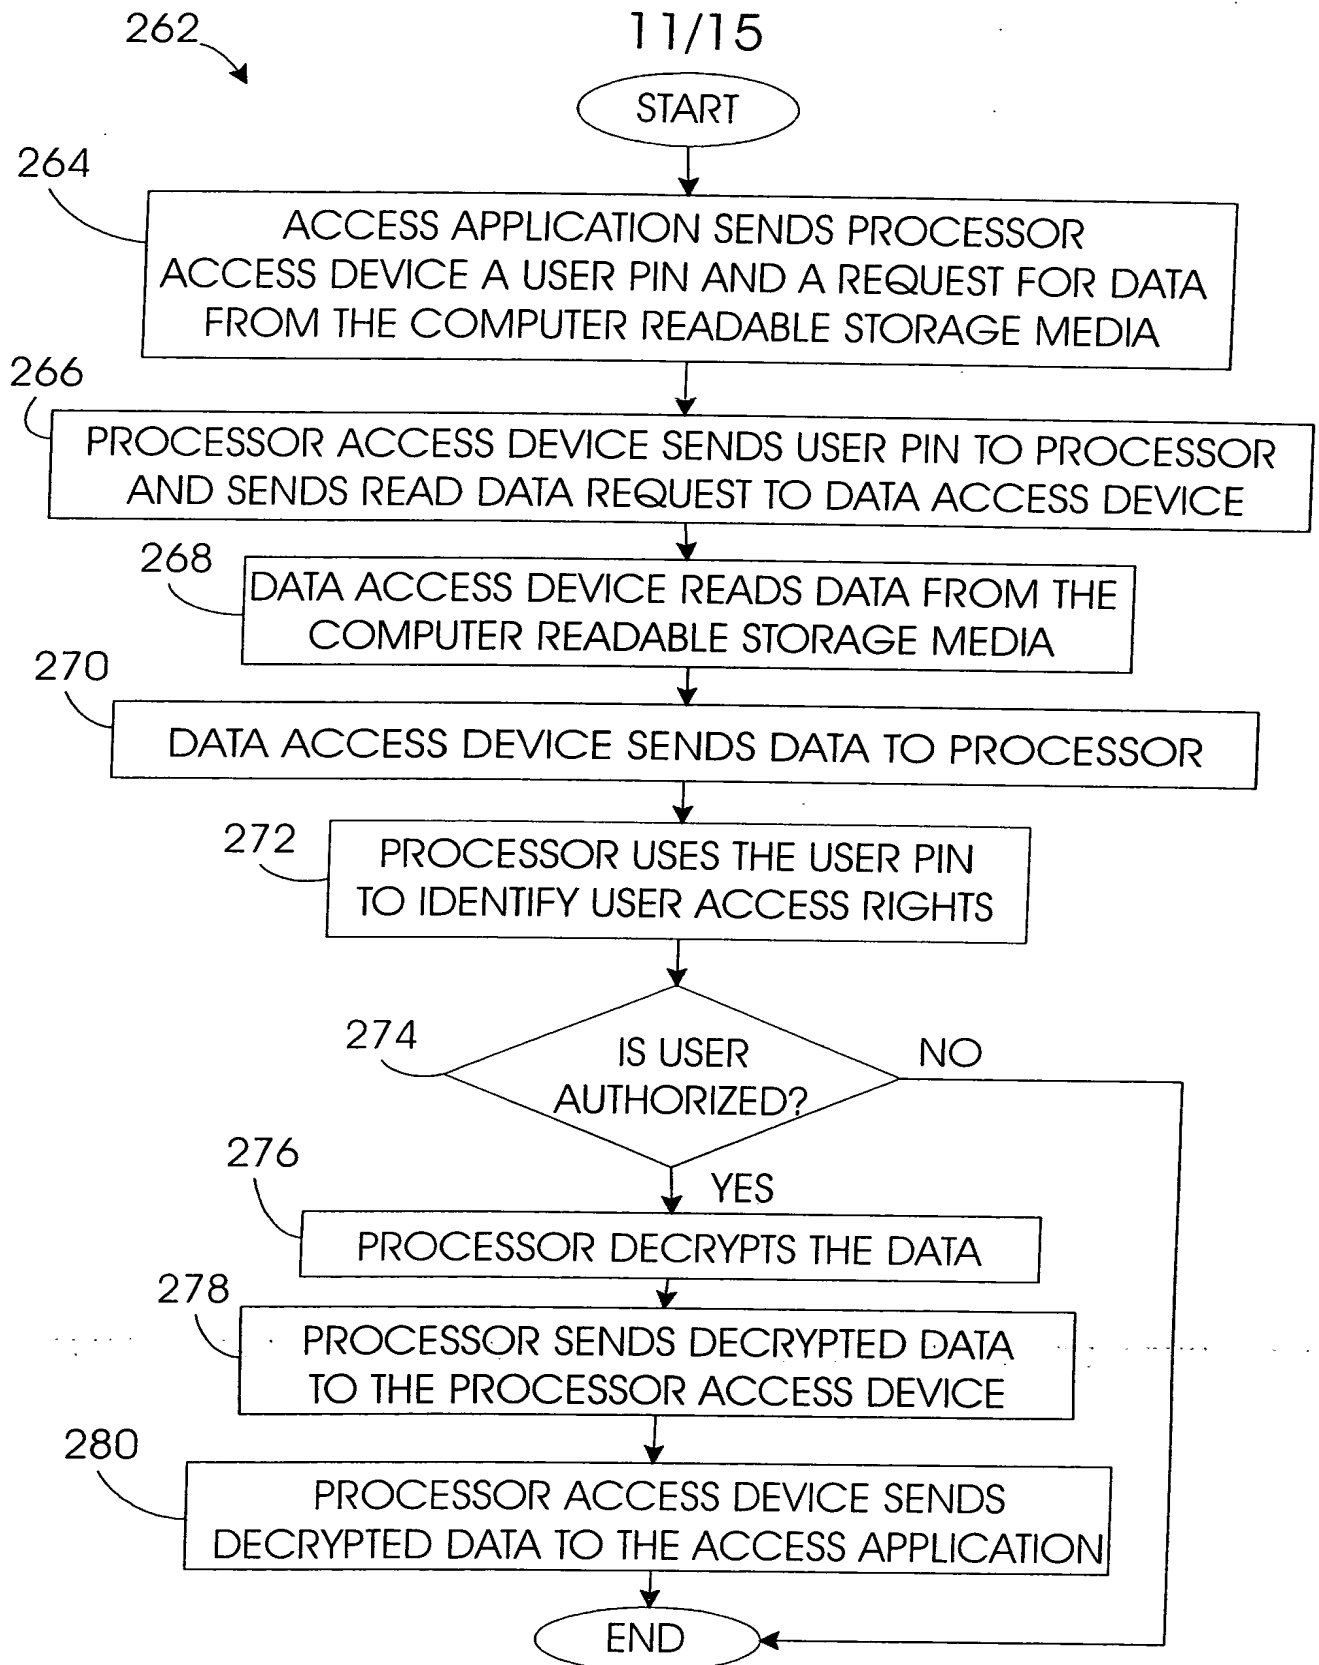 262
11/15
START
264
ACCESS APPLICATION SENDS PROCESSOR
ACCESS DEVICE A USER PIN AND A REQUEST FOR DATA
FROM THE COMPUTER READABLE STORAGE MEDIA
266
PROCESSOR ACCESS DEVICE SENDS USER PIN TO PROCESSOR
AND SENDS READ DATA REQUEST TO DATA ACCESS DEVICE
268
DATA ACCESS DEVICE READS DATA FROM THE
COMPUTER READABLE STORAGE MEDIA
270
DATA ACCESS DEVICE SENDS DATA TO PROCESSOR
272
PROCESSOR USES THE USER PIN
TO IDENTIFY USER ACCESS RIGHTS
274
IS USER
AUTHORIZED?
NO
YES
276
PROCESSOR DECRYPTS THE DATA
278
PROCESSOR SENDS DECRYPTED DATA
TO THE PROCESSOR ACCESS DEVICE
280
PROCESSOR ACCESS DEVICE SENDS
DECRYPTED DATA TO THE ACCESS APPLICATION
END